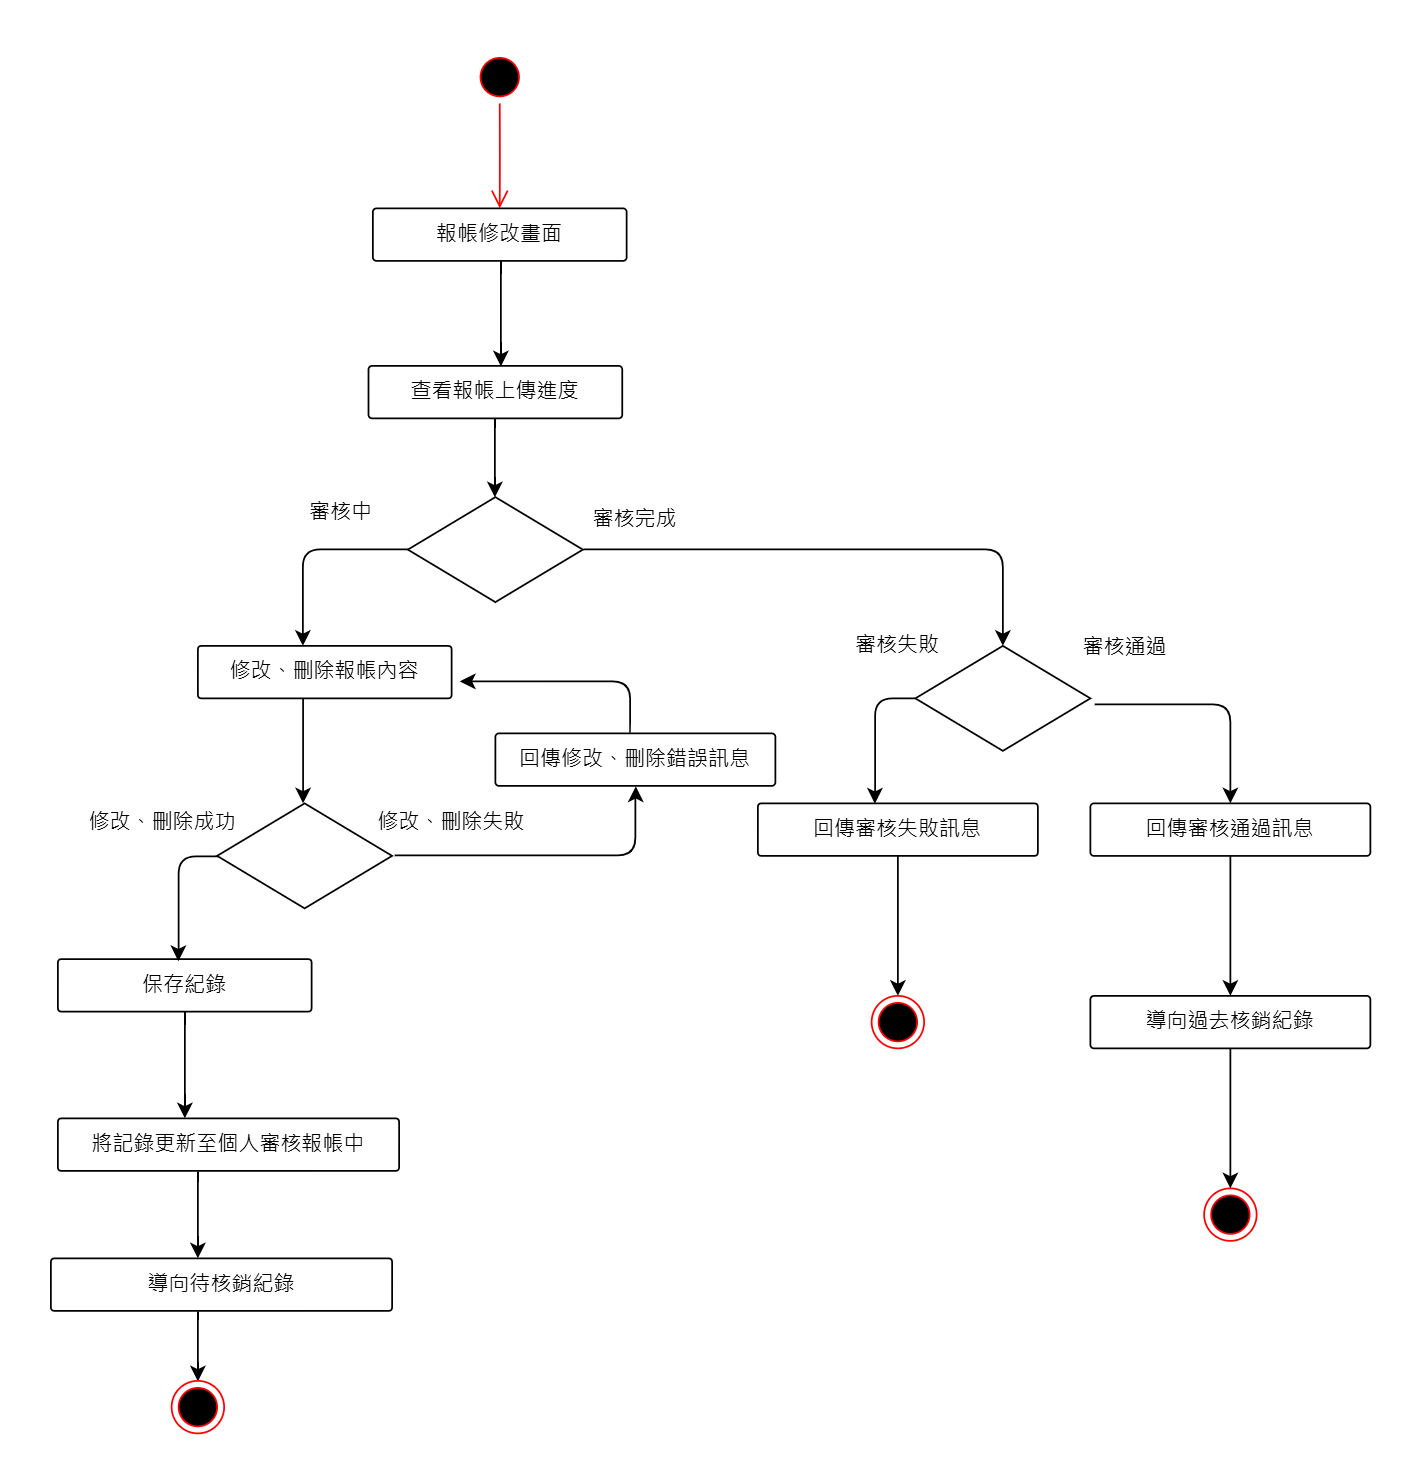 報帳修改畫面
查看報帳上傳進度
審核中
審核完成
審核失敗
審核通過
修改、刪除報帳內容
回傳修改、刪除錯誤訊息
修改、刪除成功
修改、刪除失敗
回傳審核失敗訊息
回傳審核通過訊息
保存紀錄
導向過去核銷紀錄
將記錄更新至個人審核報帳中
導向待核銷紀錄